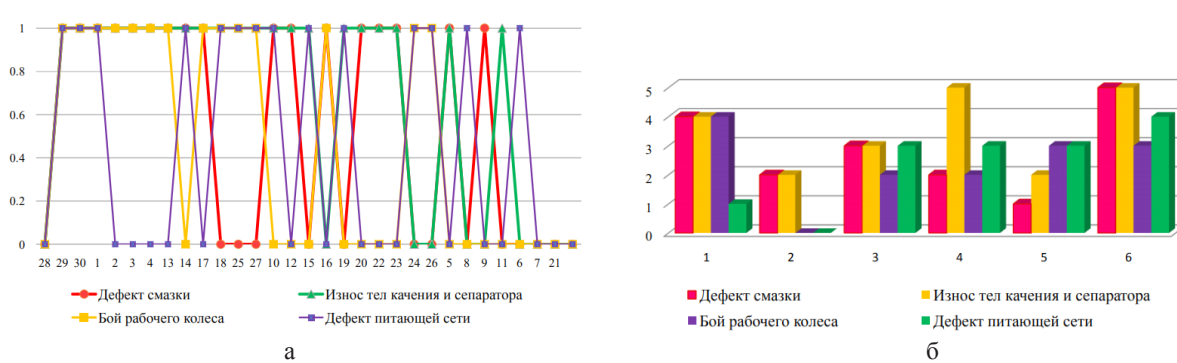 1
0.8
0.6
0.4
0.2
0
28 29 30 1 2 3 4 13 14 17 18 25 27 10 12 15 16 19 20 22 23 24 26 5 8 9 11 6 7 21
Дефект смазки Износ тел качения и сепаратора
Бой рабочего колеса Дефект питающей сети
а
5
4
3
2
1
0
1 2 3 4 5 6
Дефект смазки Износ тел качения и сепаратора
Бой рабочего колеса Дефект питающей сети
б